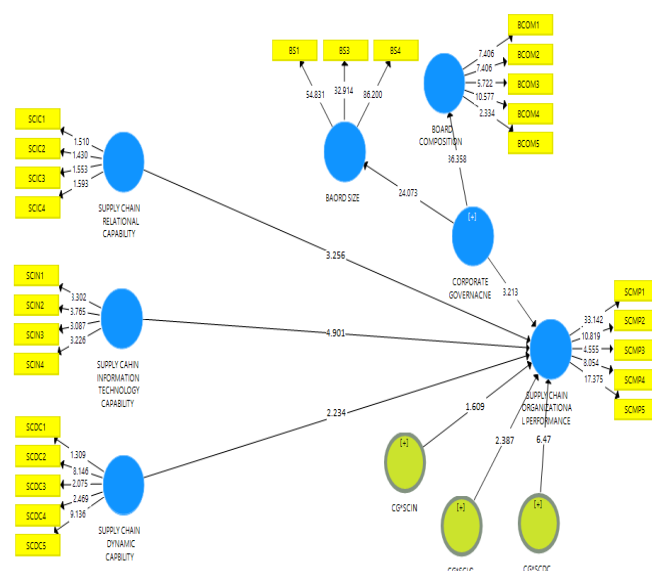 BCOM1
BS1
BS3
BS4
7.406
BCOM2
7.406
5.722
BCOM3
54.831
32.914
86.200
10.577
2.334
BCOM4
SCIC1
BOARD
COMPOSITION
BCOM5
1.510
SCIC2
1.430
1.553
36.358
SCIC3
1.593
SCIC4
BAORD SIZE
24.073
SUPPLY CHAIN
RELATIONAL
CAPABILITY
[+]
3.256
CORPORATE
GOVERNACNE
3.213
SCIN1
3.302
SCIN2
3.765
3.087
SCIN3
3.226
SCIN4
4.901
SCMP1
33.142
SCMP2
10.819
4.555
SCMP3
8.054
SCMP4
17.375
SCMP5
SUPPLY CAHIN
INFORMATION
TECHNOLOGY
CAPABILITY
SUPPLY CHAIN
ORGANIZATIONA
L PERFORMANCE
2.234
1.609
2.387
6.47
SCDC1
1.309
SCDC2
8.146
SCDC3
2.075
2.469
SCDC4
9.136
SCDC5
SUPPLY CHAIN
DYNAMIC
CAPBILITY
[+]
CG*SCIN
[+]
[+]
CG*SCIC
CG*SCDC